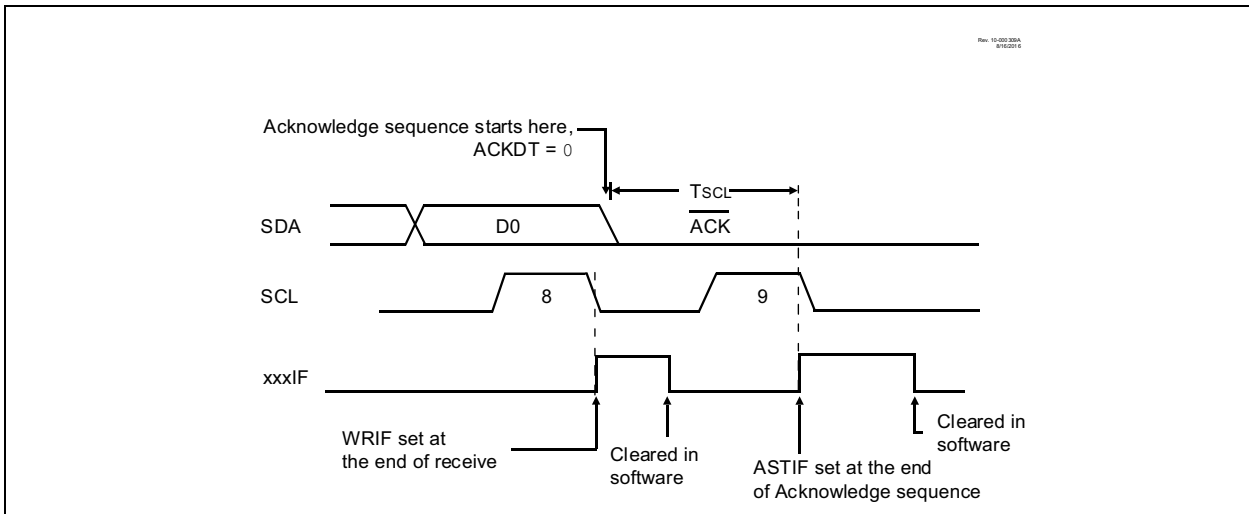 Rev. 10-000309A
8/16/2016
Acknowledge sequence starts here,
ACKDT = 0
TSCL
SDA
D0
ACK
SCL
8
9
xxxIF
WRIF set at
the end of receive
Cleared in
software
ASTIF set at the end
of Acknowledge sequence
Cleared in
software